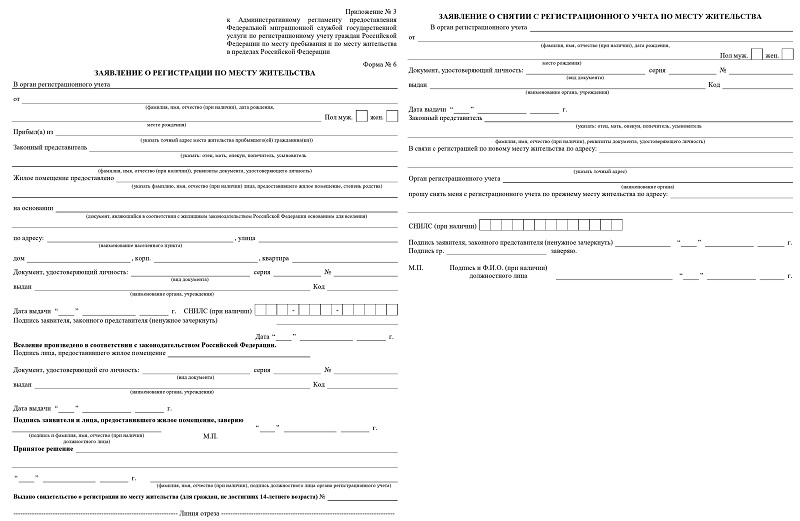 Приложение № 3
к Административному регламенту предоставления
Федеральной миграционной службой государственной
услуги по регистрационному учету граждан Российской
Федерации по месту пребывания и по месту жительства
в пределах Российской Федерации
Форма № 6
ЗАЯВЛЕНИЕ О РЕГИСТРАЦИИ ПО МЕСТУ ЖИТЕЛЬСТВА
В орган регистрационного учета
от
(фамилия, имя, отчество (при наличии), дата рождения,
Пол муж. жен.
место рождения)
Прибыл(а) из
(указать точный адрес места жительства прибывшего(ей) гражданина(ки))
Законный представитель
(указать: отец, мать, опекун, попечитель, усыновитель
(фамилия, имя, отчество (при наличии), реквизиты документа, удостоверяющего личность)
Жилое помещение предоставлено
(указать фамилию, имя, отчество (при наличии) лица, предоставившего жилое помещение, степень родства)
на основании
(документ, являющийся в соответствии с жилищным законодательством Российской Федерации основанием для вселения)
по адресу: , улица
(наименование населенного пункта)
дом , корп. , квартира
Документ, удостоверяющий личность: серия №
(вид документа)
выдан Код
(наименование органа, учреждения)
Дата выдачи “ ” г. СНИЛС (при наличии) - -
Подпись заявителя, законного представителя (ненужное зачеркнуть)
Дата “ ” г.
Вселение произведено в соответствии с законодательством Российской Федерации.
Подпись лица, предоставившего жилое помещение
Документ, удостоверяющий его личность: серия №
(вид документа)
выдан Код
(наименование органа, учреждения)
Дата выдачи “ ” г.
Подпись заявителя и лица, предоставившего жилое помещение, заверяю
“ ” г.
(подпись и фамилия, имя, отчество (при наличии)
должностного лица)
М.П.
Принятое решение
“ ” г.
(фамилия, имя, отчество (при наличии), подпись должностного лица органа регистрационного учета)
Выдано свидетельство о регистрации по месту жительства (для граждан, не достигших 14-летнего возраста) №
Линия отреза
ЗАЯВЛЕНИЕ О СНЯТИИ С РЕГИСТРАЦИОННОГО УЧЕТА ПО МЕСТУ ЖИТЕЛЬСТВА
В орган регистрационного учета
от
(фамилия, имя, отчество (при наличии), дата рождения,
Пол муж. жен.
место рождения)
Документ, удостоверяющий личность: серия №
(вид документа)
выдан Код
(наименование органа, учреждения)
Дата выдачи “ ” г.
Законный представитель
(указать: отец, мать, опекун, попечитель, усыновитель
(фамилия, имя, отчество (при наличии), реквизиты документа, удостоверяющего личность)
В связи с регистрацией по новому месту жительства по адресу:
(указать точный адрес)
Орган регистрационного учета
(наименование органа)
прошу снять меня с регистрационного учета по прежнему месту жительства по адресу:
СНИЛС (при наличии)
Подпись заявителя, законного представителя (ненужное зачеркнуть) “ ” г.
Подпись гр. заверяю.
М.П. Подпись и Ф.И.О. (при наличии)
должностного лица “ ” г.